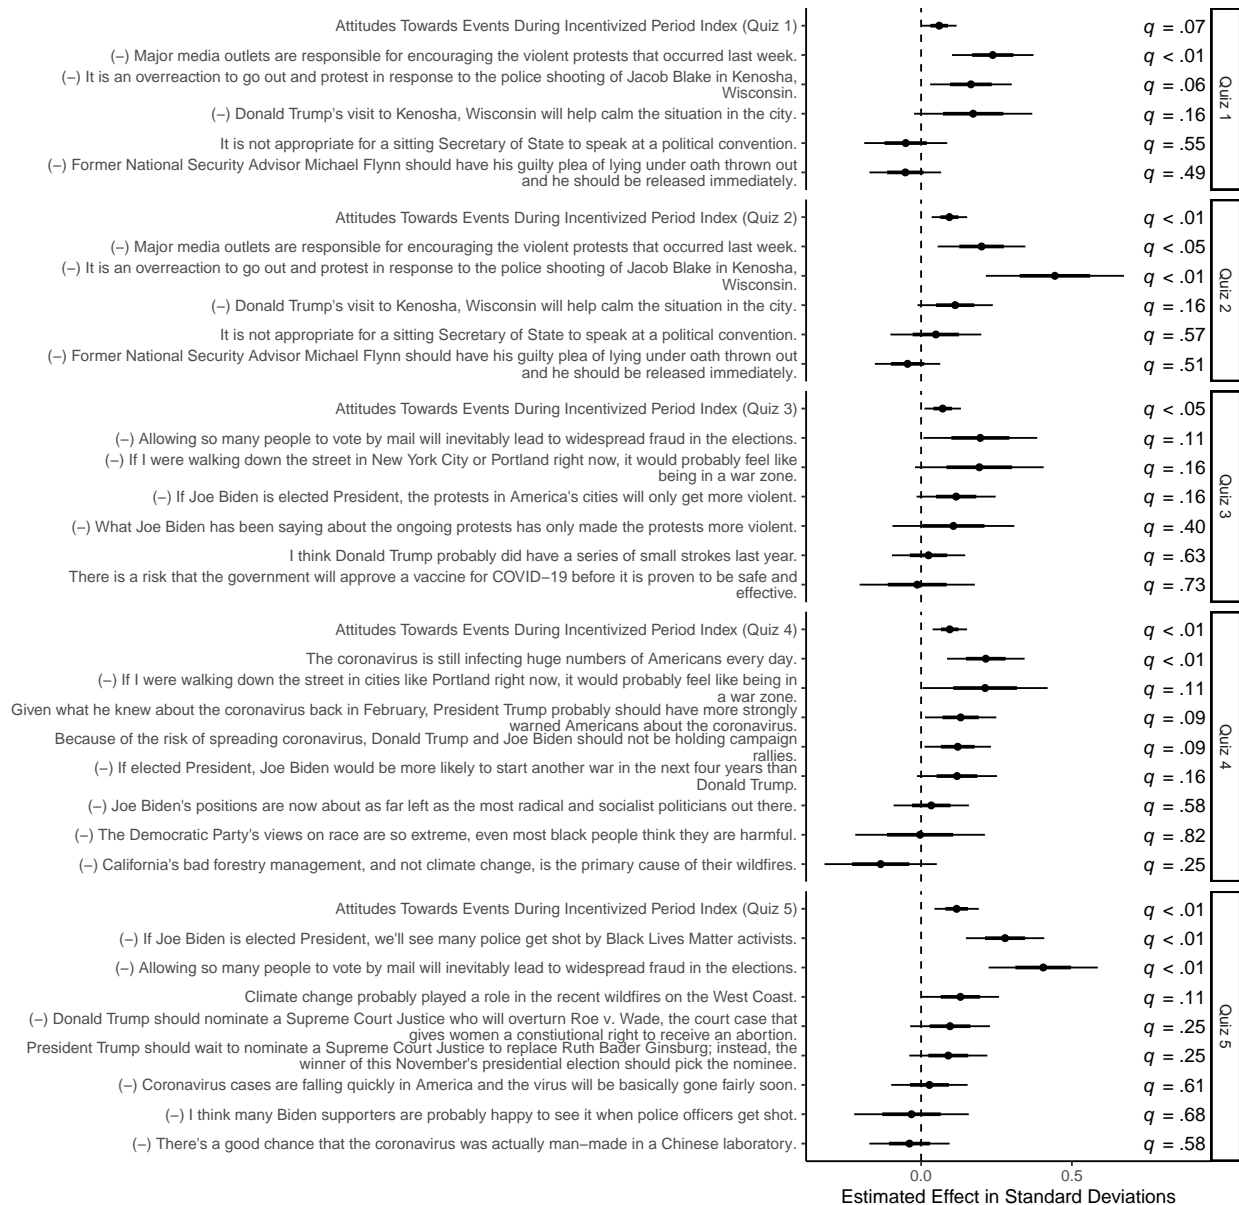 Attitudes Towards Events During Incentivized Period Index (Quiz 1) q = .07
(−) Major media outlets are responsible for encouraging the violent protests that occurred last week. q < .01
(−) It is an overreaction to go out and protest in response to the police shooting of Jacob Blake in Kenosha,
Wisconsin. q = .06
(−) Donald Trump's visit to Kenosha, Wisconsin will help calm the situation in the city. q = .16
It is not appropriate for a sitting Secretary of State to speak at a political convention. q = .55
(−) Former National Security Advisor Michael Flynn should have his guilty plea of lying under oath thrown out
and he should be released immediately. q = .49
Quiz 1
Attitudes Towards Events During Incentivized Period Index (Quiz 2) q < .01
(−) Major media outlets are responsible for encouraging the violent protests that occurred last week. q < .05
(−) It is an overreaction to go out and protest in response to the police shooting of Jacob Blake in Kenosha,
Wisconsin. q < .01
(−) Donald Trump's visit to Kenosha, Wisconsin will help calm the situation in the city. q = .16
It is not appropriate for a sitting Secretary of State to speak at a political convention. q = .57
(−) Former National Security Advisor Michael Flynn should have his guilty plea of lying under oath thrown out
and he should be released immediately. q = .51
Quiz 2
Attitudes Towards Events During Incentivized Period Index (Quiz 3) q < .05
(−) Allowing so many people to vote by mail will inevitably lead to widespread fraud in the elections. q = .11
(−) If I were walking down the street in New York City or Portland right now, it would probably feel like
being in a war zone. q = .16
(−) If Joe Biden is elected President, the protests in America's cities will only get more violent. q = .16
(−) What Joe Biden has been saying about the ongoing protests has only made the protests more violent. q = .40
I think Donald Trump probably did have a series of small strokes last year. q = .63
There is a risk that the government will approve a vaccine for COVID−19 before it is proven to be safe and
effective. q = .73
Quiz 3
Attitudes Towards Events During Incentivized Period Index (Quiz 4) q < .01
The coronavirus is still infecting huge numbers of Americans every day. q < .01
(−) If I were walking down the street in cities like Portland right now, it would probably feel like being in
a war zone. q = .11
Given what he knew about the coronavirus back in February, President Trump probably should have more strongly
warned Americans about the coronavirus. q = .09
Because of the risk of spreading coronavirus, Donald Trump and Joe Biden should not be holding campaign
rallies. q = .09
(−) If elected President, Joe Biden would be more likely to start another war in the next four years than
Donald Trump. q = .16
(−) Joe Biden's positions are now about as far left as the most radical and socialist politicians out there. q = .58
(−) The Democratic Party's views on race are so extreme, even most black people think they are harmful. q = .82
(−) California's bad forestry management, and not climate change, is the primary cause of their wildfires. q = .25
Quiz 4
Attitudes Towards Events During Incentivized Period Index (Quiz 5) q < .01
(−) If Joe Biden is elected President, we'll see many police get shot by Black Lives Matter activists. q < .01
(−) Allowing so many people to vote by mail will inevitably lead to widespread fraud in the elections. q < .01
Climate change probably played a role in the recent wildfires on the West Coast. q = .11
(−) Donald Trump should nominate a Supreme Court Justice who will overturn Roe v. Wade, the court case that
gives women a constiutional right to receive an abortion. q = .25
President Trump should wait to nominate a Supreme Court Justice to replace Ruth Bader Ginsburg; instead, the
winner of this November's presidential election should pick the nominee. q = .25
(−) Coronavirus cases are falling quickly in America and the virus will be basically gone fairly soon. q = .61
(−) I think many Biden supporters are probably happy to see it when police officers get shot. q = .68
(−) There's a good chance that the coronavirus was actually man−made in a Chinese laboratory. q = .58
Quiz 5
0.0 0.5
Estimated Effect in Standard Deviations